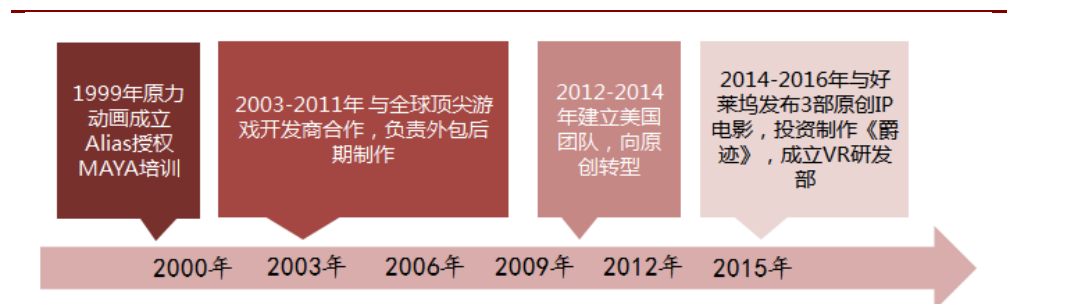 1999年原力
动画成立
Alias授权
MAYA培训
2003-2011年与全球顶尖游
戏开发商合作，负责外包后
期制作
2012-2014
年建立美国
团队，向原
创转型
2014-2016年与好
莱坞发布3部原创IP
电影，投资制作《爵
迹》，成立VR研发
部
2000年 2003年 2006年 2009年 2012年 2015年